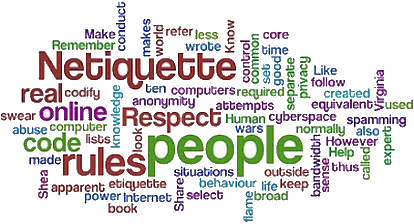 Make
conduct
makes
world
refer
less
Know
core
Remember
wrote
control
common
time
Netiquette
set
good
separate
privacy
Like
follow
real
codify
ten
computers
required
created
Virginia
anonymity
attempts
equivalent
used
swear
online
knowledge
Respect
Human
cyberspace
spamming
abuse
computer
look
wars
normally
also
expert
code
lists
people
bandwidth
However
Help
called
made
rules
Share
situations
outside
sense
thus
Shea
apparent
etiquette
behaviour
life
keep
power
Internet
Share
select
flame
broad
book